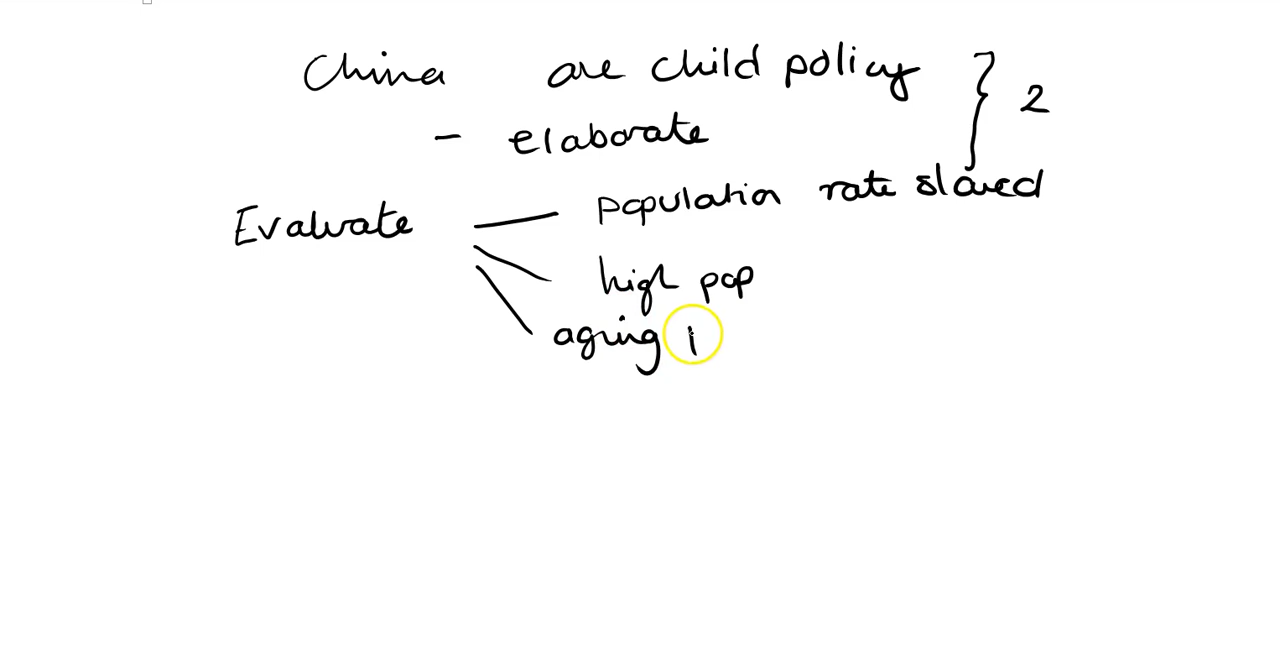 China one child policy } 2
- elaborate
Evaluate — population rate slowed
high pop
aging